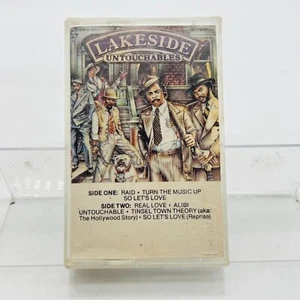 LAKESIDE
UNTOUCHABLES
SIDE ONE: RAID • TURN THE MUSIC UP
SO LET'S LOVE
SIDE TWO: REAL LOVE • ALIBI
UNTOUCHABLE • TINSEL TOWN THEORY (aka:
The Hollywood Story) • SO LET'S LOVE (Reprise)